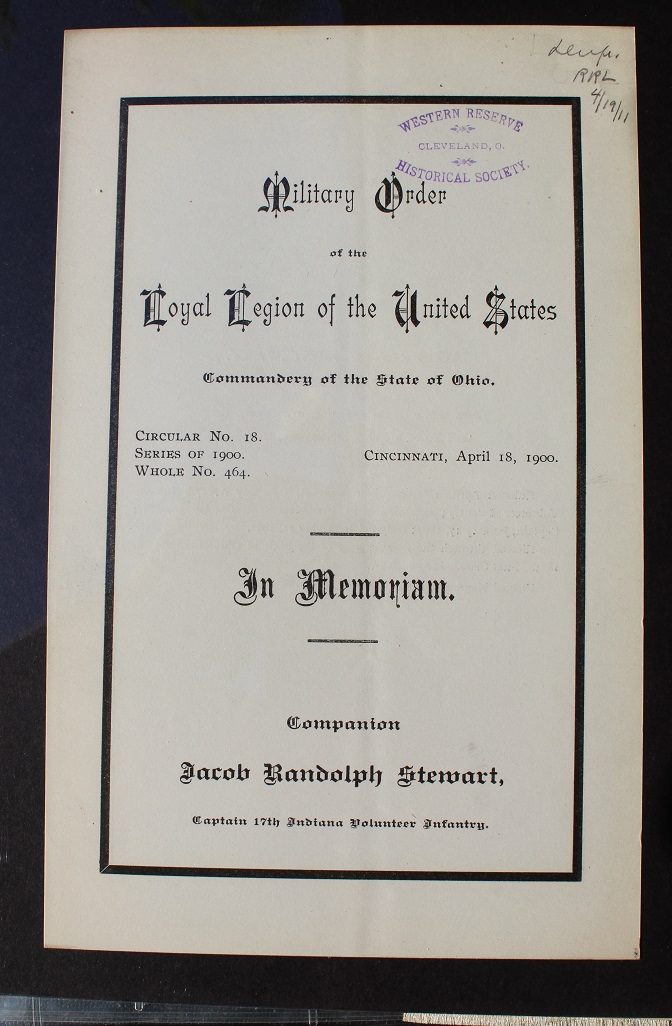 Dup.
RRL
4/19/11
WESTERN RESERVE
CLEVELAND, O.
HISTORICAL SOCIETY.
Military Order
of the
Loyal Legion of the United States
Commandery of the State of Ohio.
CIRCULAR No. 18.
SERIES OF 1900.
WHOLE No. 464.
CINCINNATI, April 18, 1900.
In Memoriam.
Companion
Jacob Randolph Stewart,
Captain 17th Indiana Volunteer Infantry.